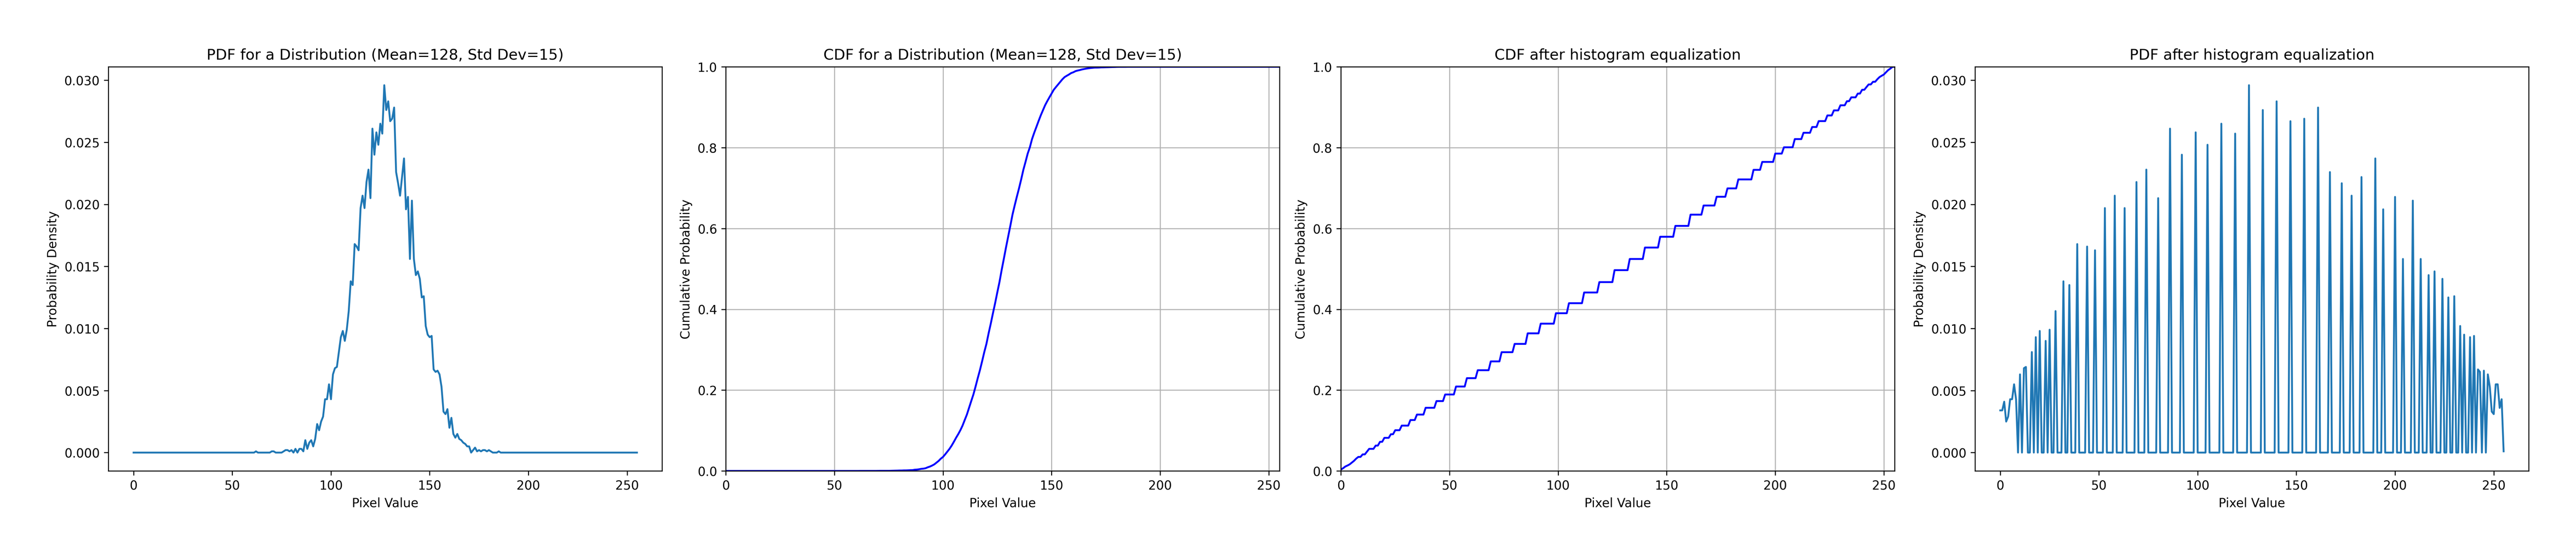 PDF for a Distribution (Mean=128, Std Dev=15)
Probability Density
0.030
0.025
0.020
0.015
0.010
0.005
0.000
0 50 100 150 200 250
Pixel Value
CDF for a Distribution (Mean=128, Std Dev=15)
Cumulative Probability
1.0
0.8
0.6
0.4
0.2
0.0
0 50 100 150 200 250
Pixel Value
CDF after histogram equalization
Cumulative Probability
1.0
0.8
0.6
0.4
0.2
0.0
0 50 100 150 200 250
Pixel Value
PDF after histogram equalization
Probability Density
0.030
0.025
0.020
0.015
0.010
0.005
0.000
0 50 100 150 200 250
Pixel Value